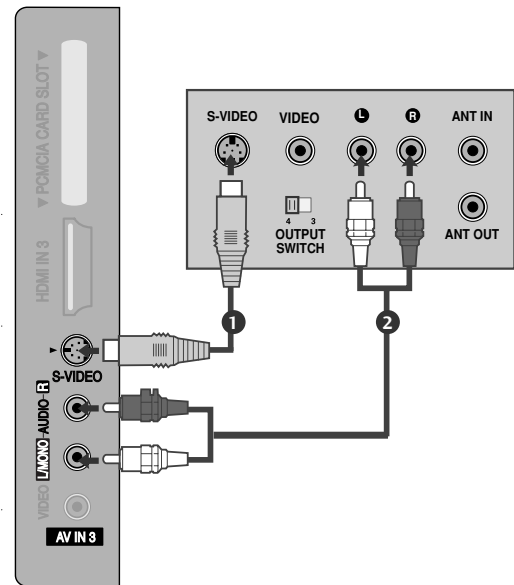 ▼ PCMCIA CARD SLOT ▼
HDMI IN 3
S-VIDEO
L/MONO-AUDIO-R
VIDEO
AV IN 3
S-VIDEO
VIDEO
L
R
ANT IN
4 3
OUTPUT
SWITCH
ANT OUT
1
2